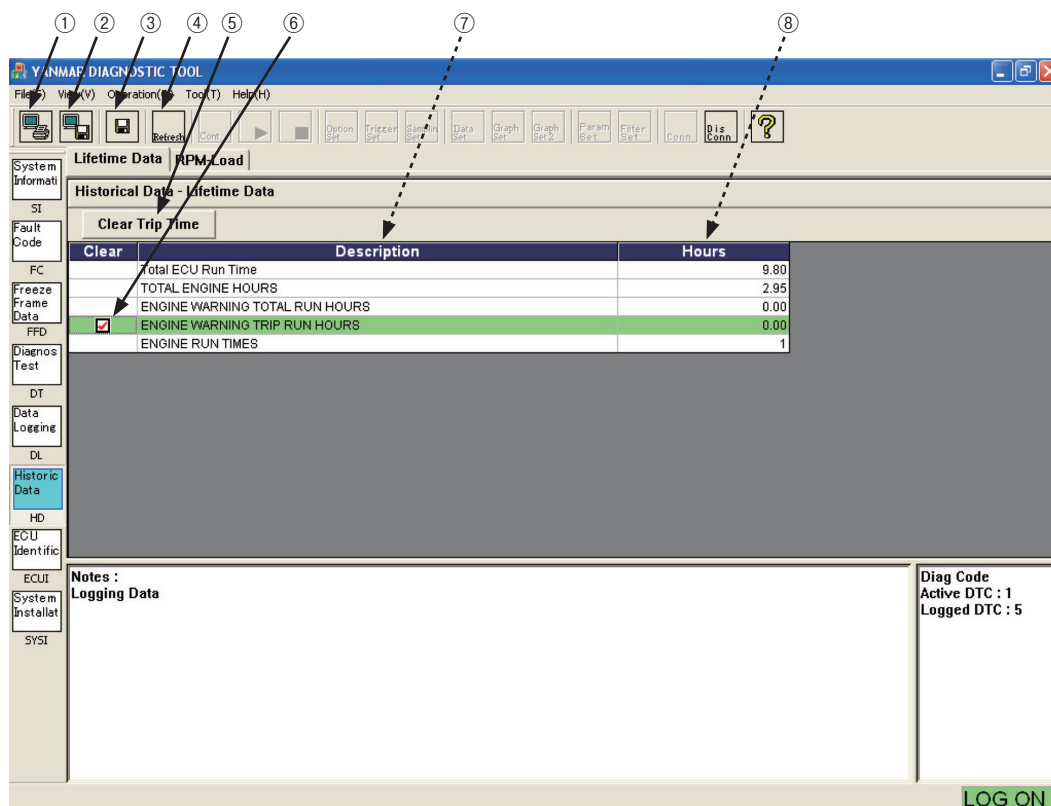 ① ② ③ ④ ⑤ ⑥ ⑦ ⑧
YANMAR DIAGNOSTIC TOOL
File(F) View(V) Operation(O) Tool(T) Help(H)
Refresh Cont. Option Set Trigger Set Samplin Set Data Set Graph Set Graph Set2 Param Set Filter Set Conn Dis Conn ?
Lifetime Data RPM-Load
Historical Data - Lifetime Data
Clear Trip Time
Clear Description Hours
Total ECU Run Time 9.80
TOTAL ENGINE HOURS 2.95
ENGINE WARNING TOTAL RUN HOURS 0.00
ENGINE WARNING TRIP RUN HOURS 0.00
ENGINE RUN TIMES 1
System
Informati
SI
Fault
Code
FC
Freeze
Frame
Data
FFD
Diagnos
Test
DT
Data
Logging
DL
Historic
Data
HD
ECU
Identific
ECUI
System
Installat
SYSI
Notes :
Logging Data
Diag Code
Active DTC : 1
Logged DTC : 5
LOG ON